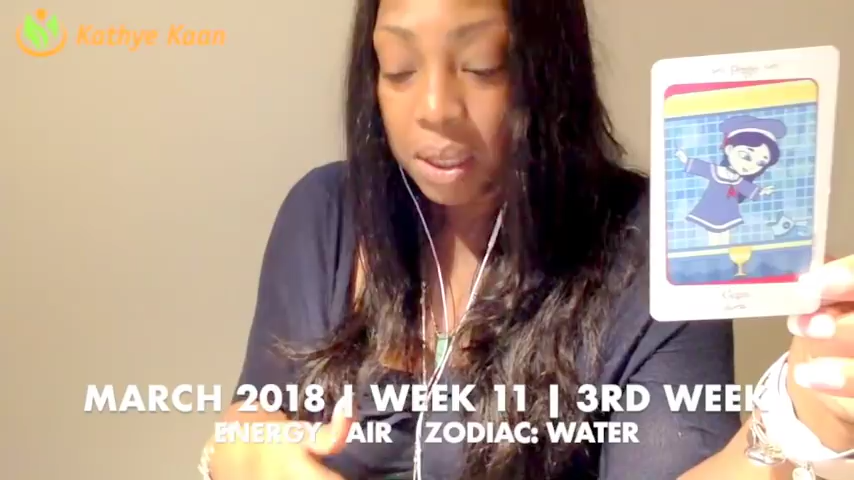 Kathye Kaan
MARCH 2018 | WEEK 11 | 3RD WEEK
ENERGY : AIR ZODIAC: WATER
Cups